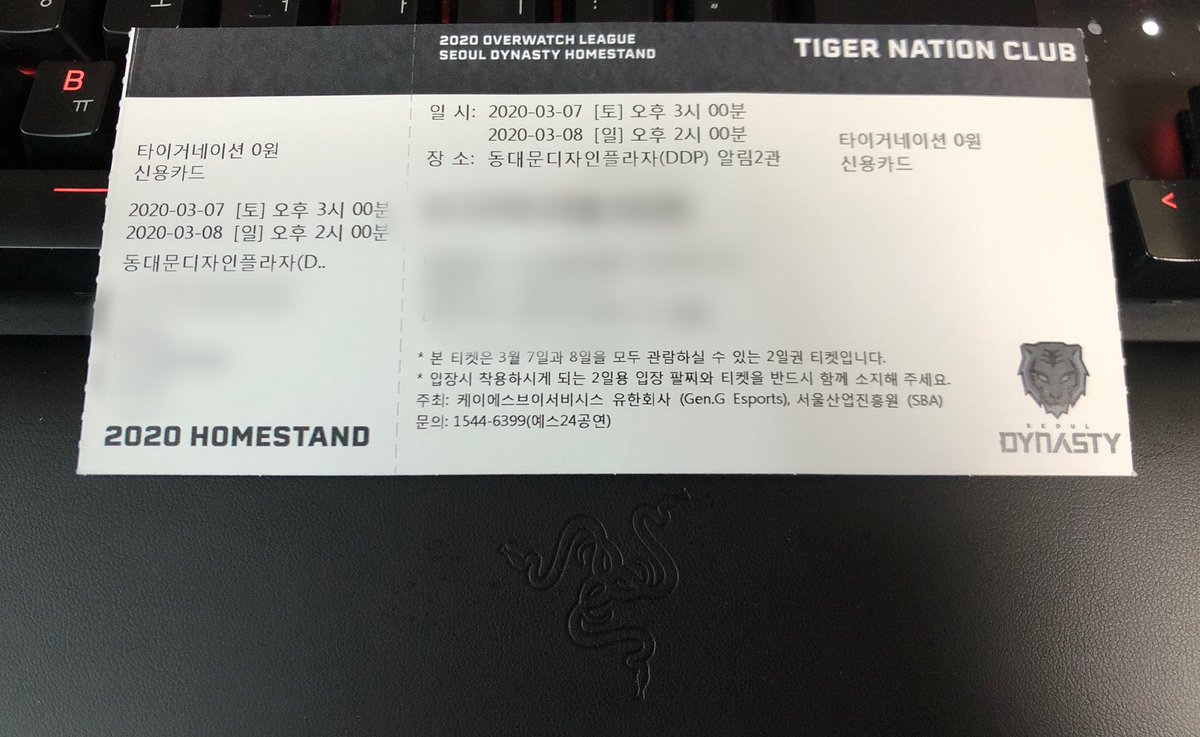 B
ㅠ
<
2020 OVERWATCH LEAGUE
SEOUL DYNASTY HOMESTAND
TIGER NATION CLUB
타이거네이션 0원
신용카드
2020-03-07 [토] 오후 3시 00분
2020-03-08 [일] 오후 2시 00분
동대문디자인플라자(D..
2020 HOMESTAND
일 시: 2020-03-07 [토] 오후 3시 00분
2020-03-08 [일] 오후 2시 00분
장 소: 동대문디자인플라자(DDP) 알림2관
타이거네이션 0원
신용카드
* 본 티켓은 3월 7일과 8일을 모두 관람하실 수 있는 2일권 티켓입니다.
* 입장시 착용하시게 되는 2일용 입장 팔찌와 티켓을 반드시 함께 소지해 주세요.
주최: 케이에스브이서비시스 유한회사 (Gen.G Esports), 서울산업진흥원 (SBA)
문의: 1544-6399(예스24공연)
SEOUL
DYNASTY